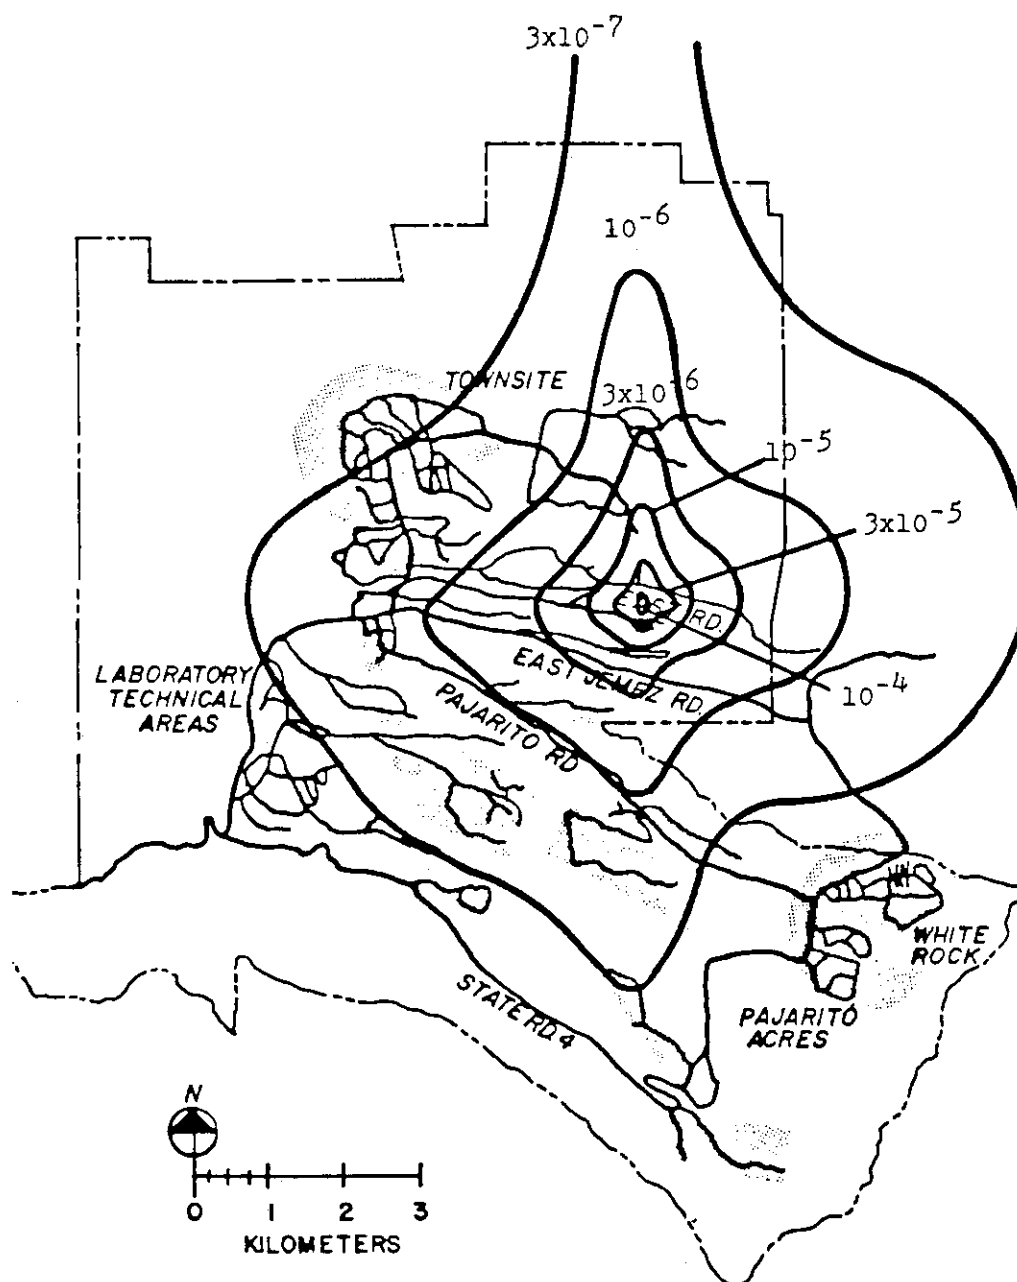 3x10⁻⁷
10⁻⁶
TOWNSITE
3x10⁻⁶
10⁻⁵
3x10⁻⁵
RD.
EAST JEMEZ RD.
10⁻⁴
LABORATORY
TECHNICAL
AREAS
PAJARITO RD
WHITE
ROCK
STATE RD. 4
PAJARITO
ACRES
N
0 1 2 3
KILOMETERS